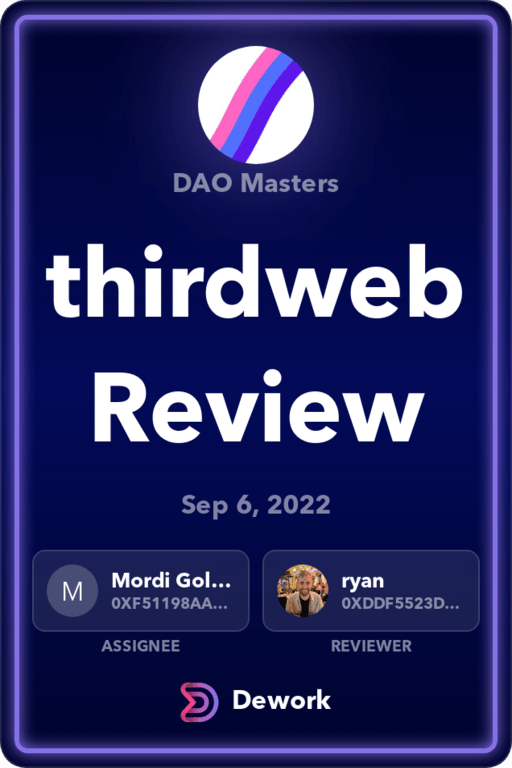 DAO Masters
thirdweb
Review
Sep 6, 2022
M
Mordi Gol...
0XF51198AA...
ryan
0XDDF5523D...
ASSIGNEE
REVIEWER
Dework